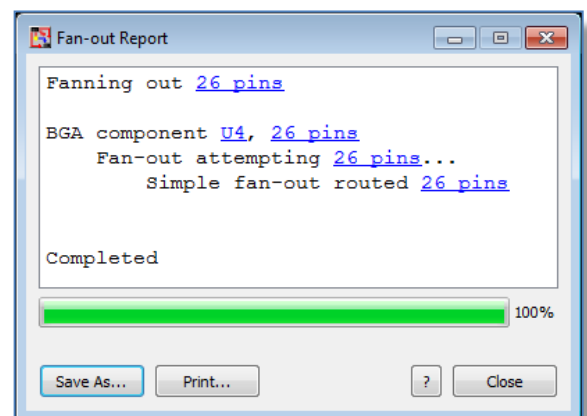 Fan-out Report
Fanning out 26 pins
BGA component U4, 26 pins
Fan-out attempting 26 pins...
Simple fan-out routed 26 pins
Completed
100%
Save As... Print... ? Close